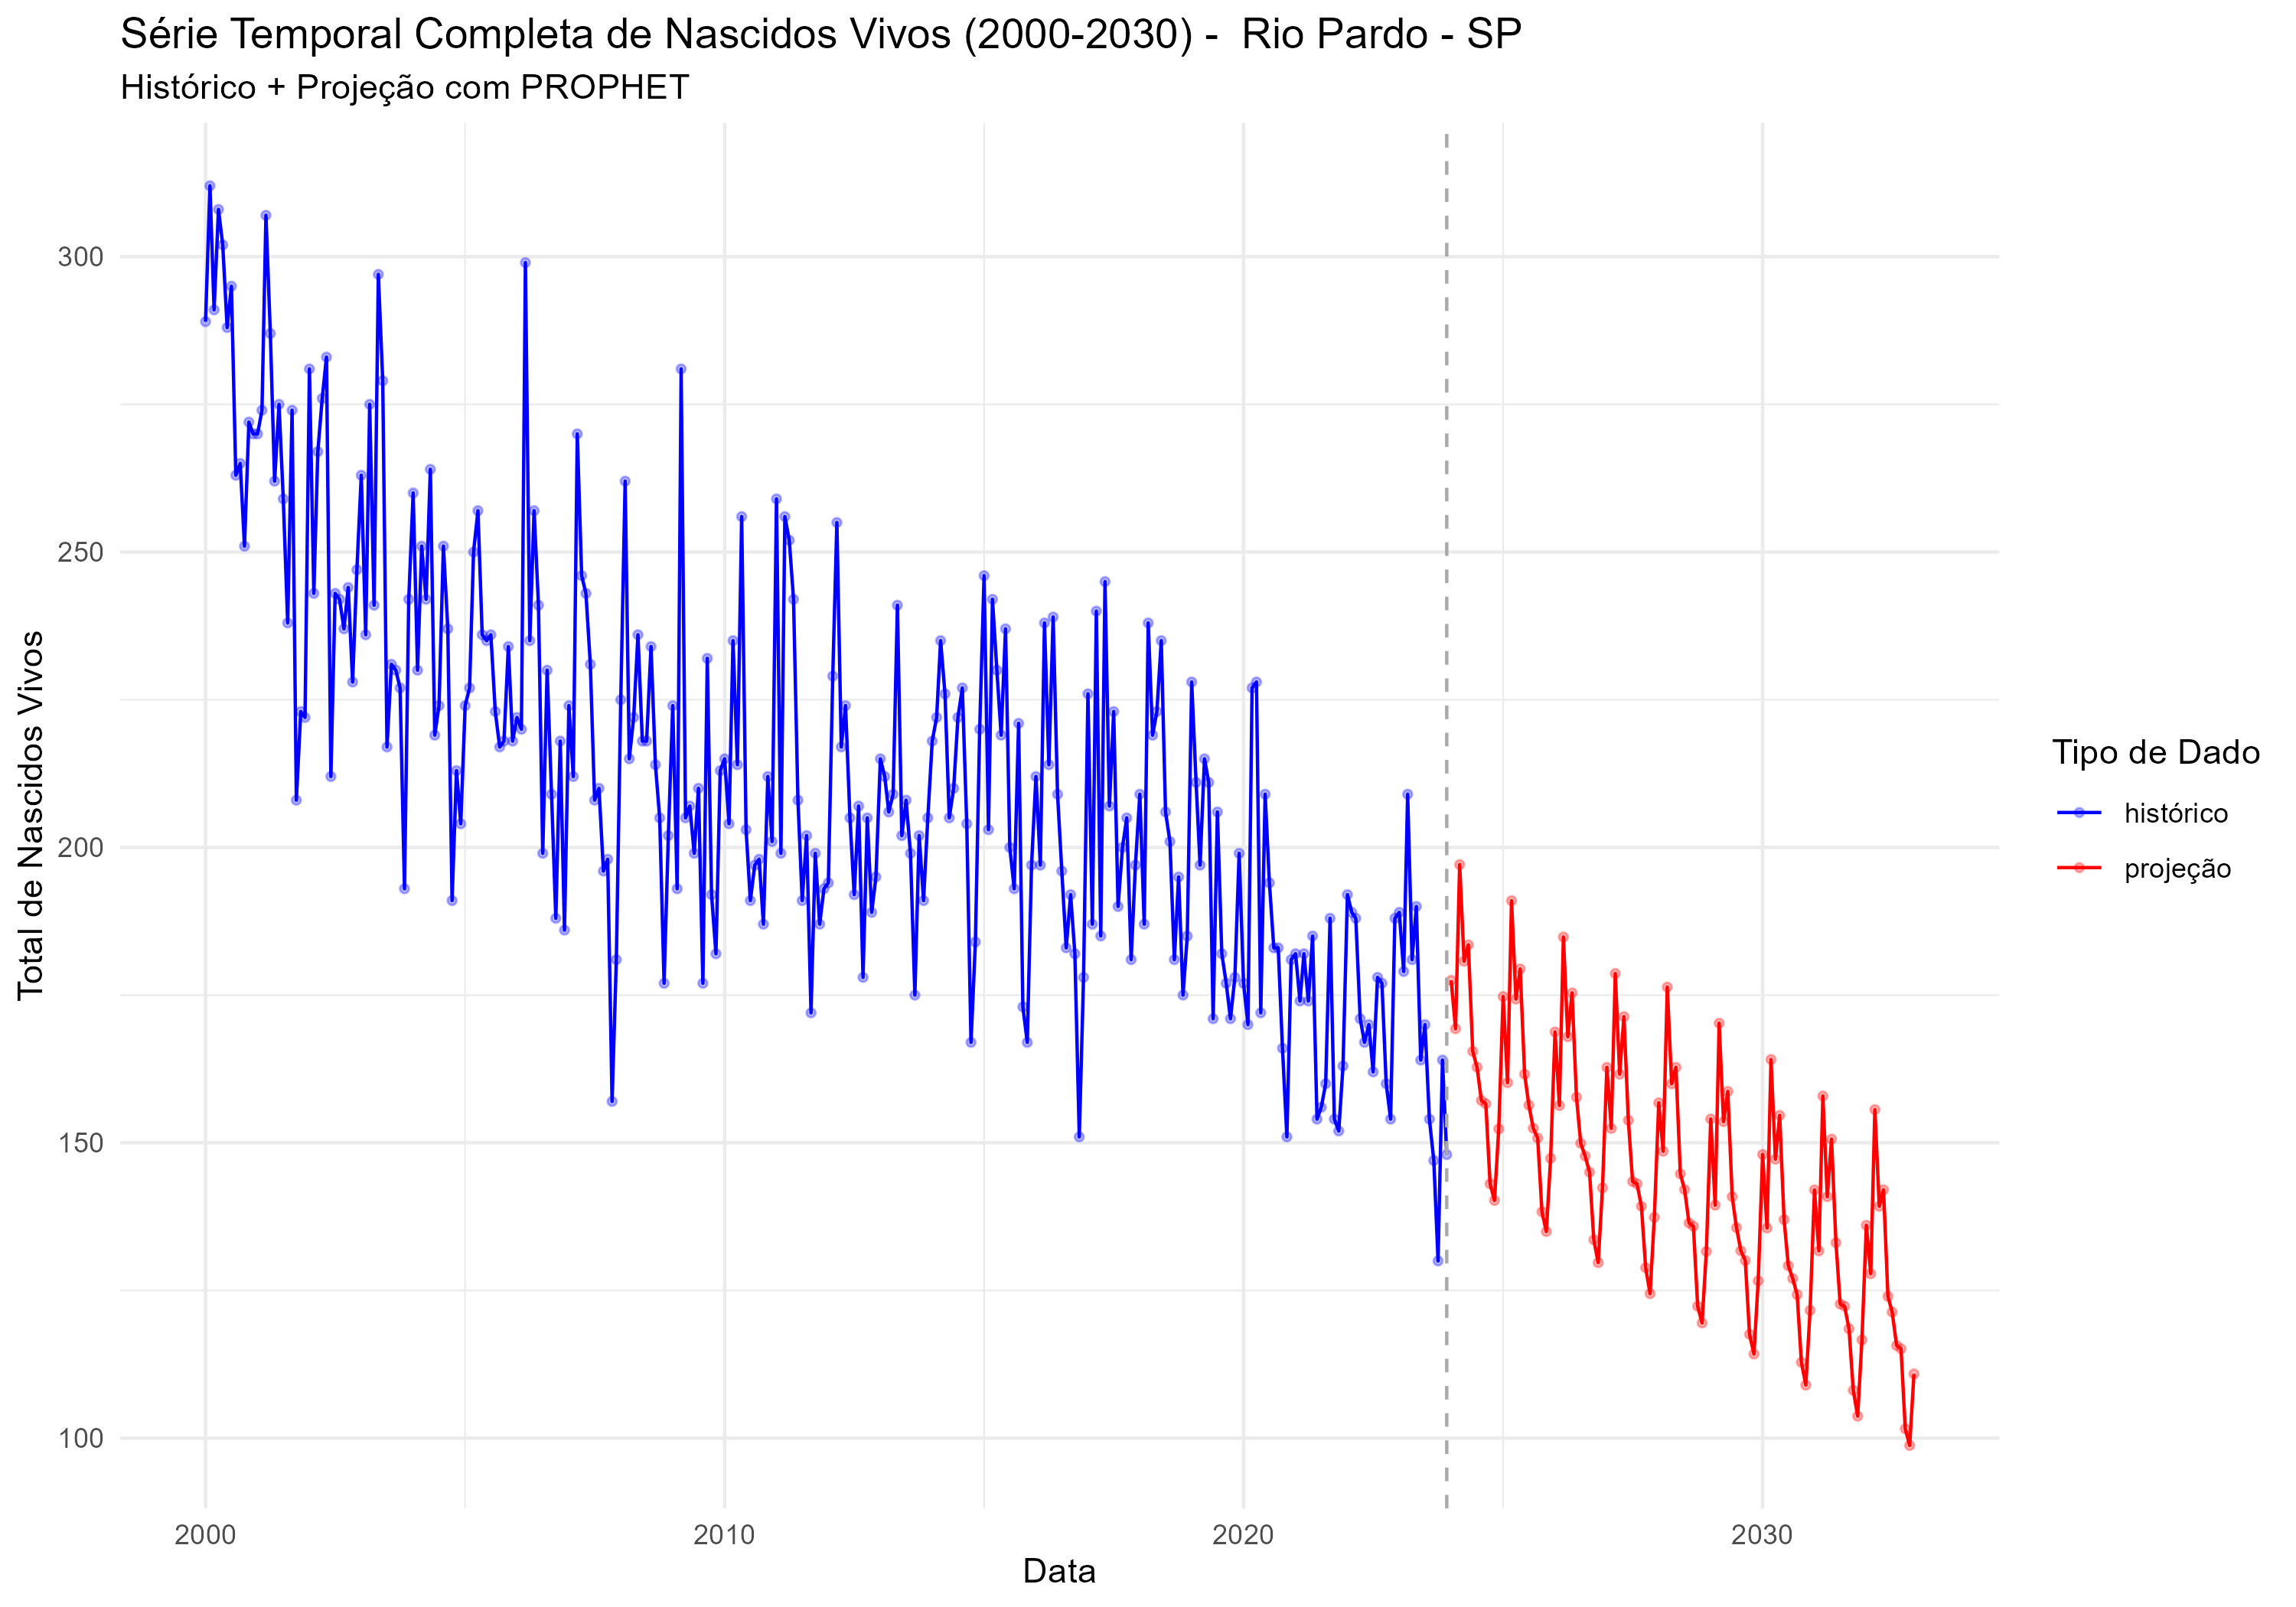 Série Temporal Completa de Nascidos Vivos (2000-2030) -  Rio Pardo - SP
Histórico + Projeção com PROPHET
Total de Nascidos Vivos
300
250
200
150
100
2000
2010
2020
2030
Data
Tipo de Dado
histórico
projeção